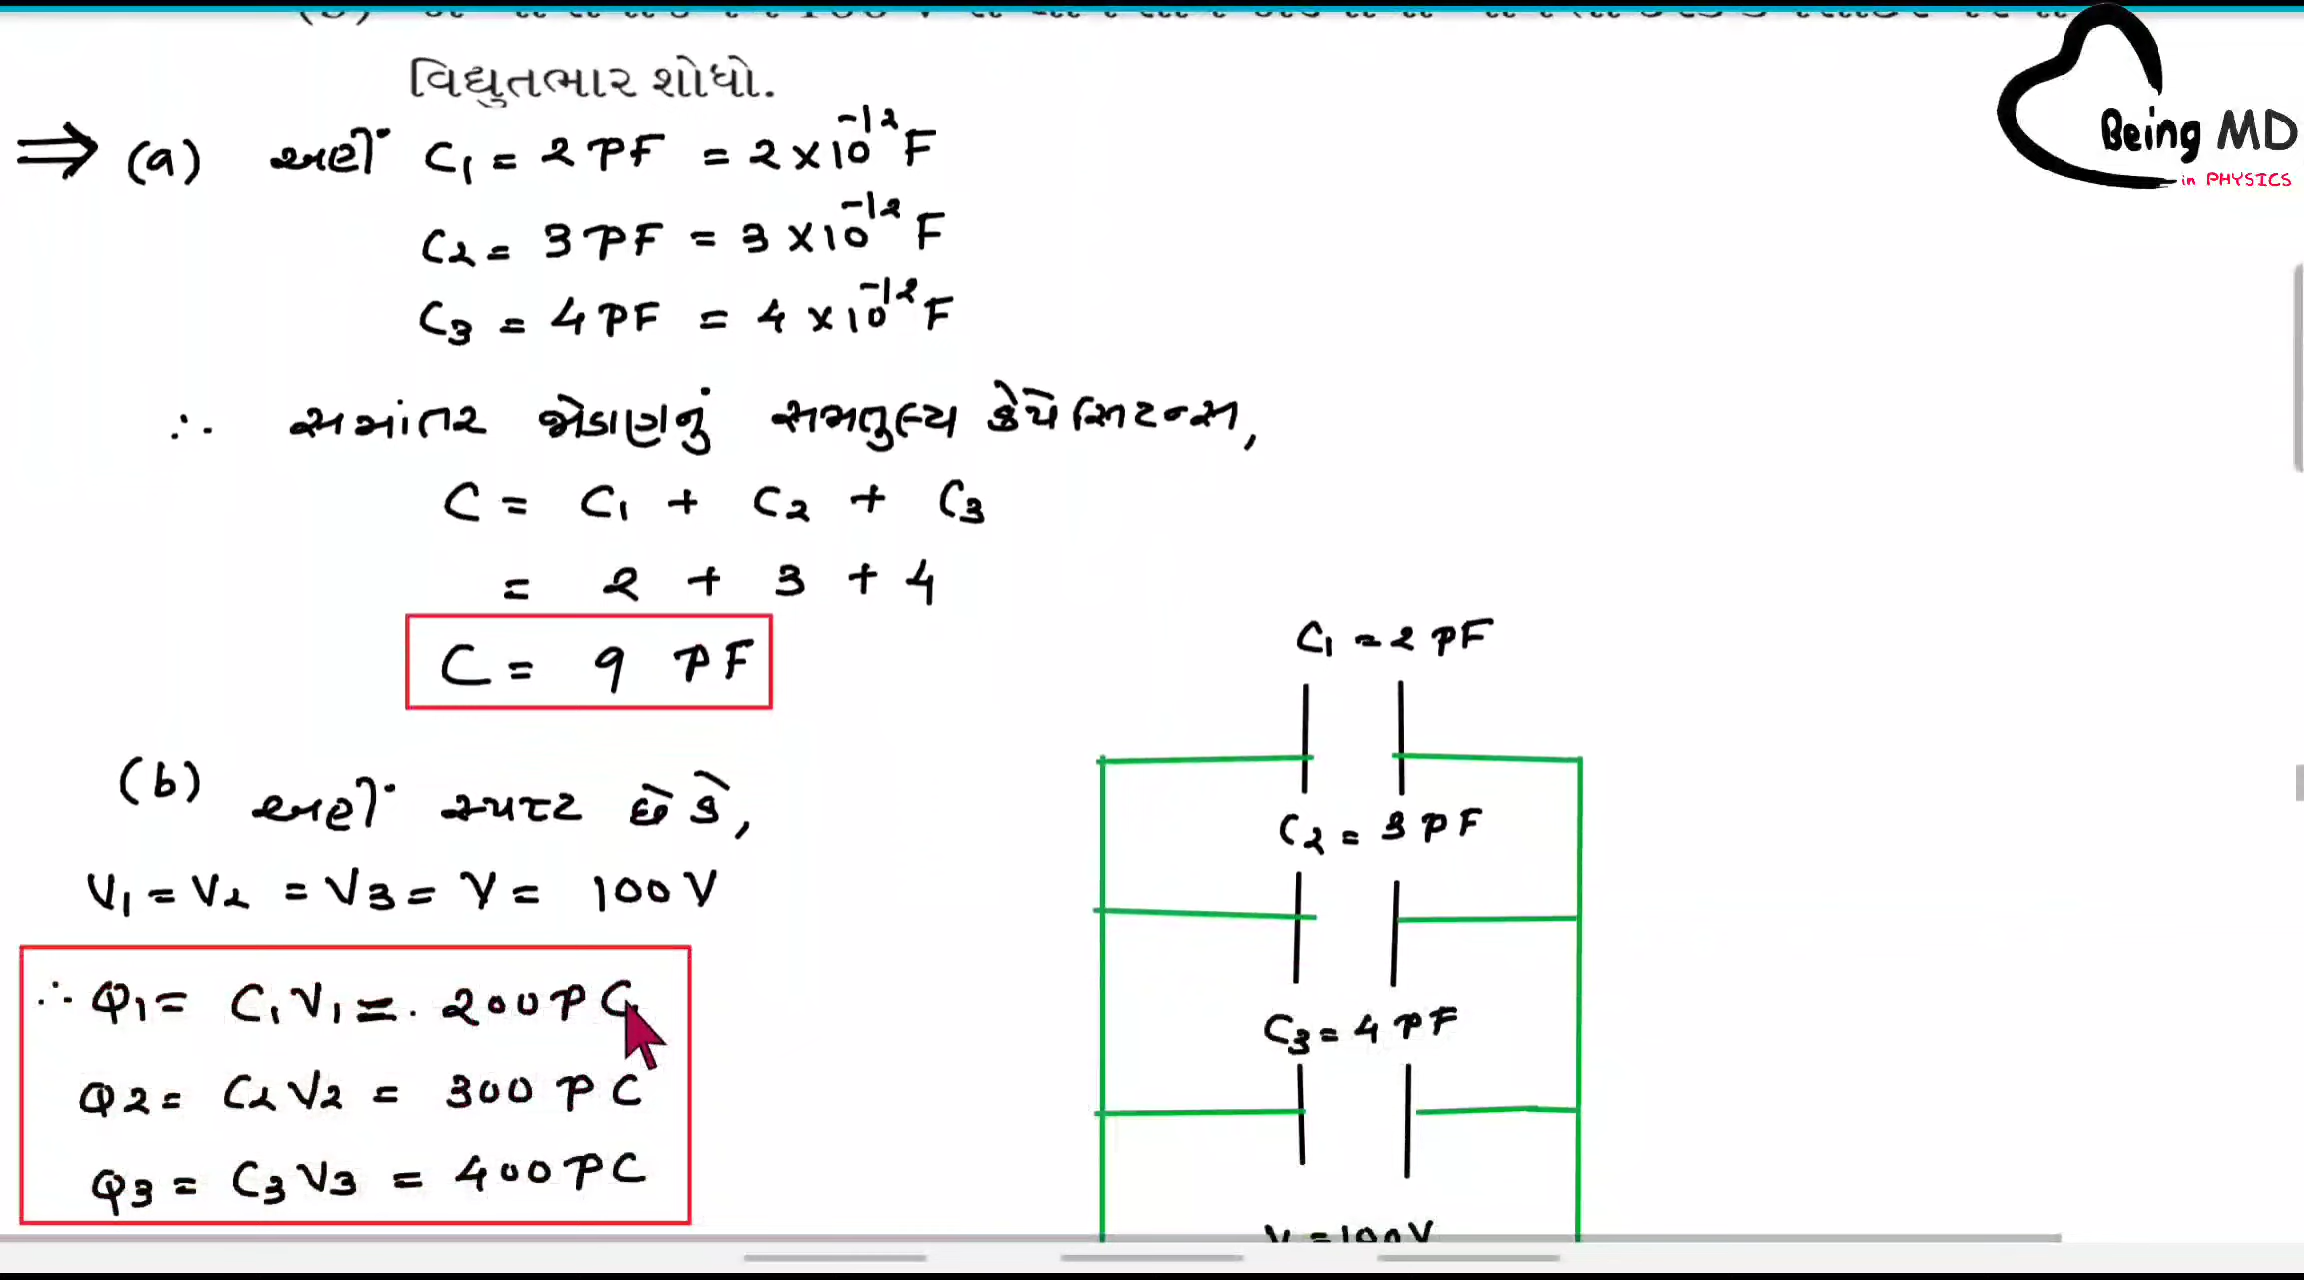 વિદ્યુતભાર શોધો.
Being MD
in PHYSICS
⇒ (a) અહીં C₁ = 2 PF = 2 × 10⁻¹² F
C₂ = 3 PF = 3 × 10⁻¹² F
C₃ = 4 PF = 4 × 10⁻¹² F
∴ સમાંતર જોડાણનું સમતુલ્ય કેપેસિટન્સ,
C = C₁ + C₂ + C₃
= 2 + 3 + 4
C = 9 PF
(b) અહીં સ્પષ્ટ છે કે,
V₁ = V₂ = V₃ = V = 100 V
∴ Q₁ = C₁V₁ = 200 PC
Q₂ = C₂V₂ = 300 PC
Q₃ = C₃V₃ = 400 PC
C₁ = 2 PF
C₂ = 3 PF
C₃ = 4 PF
V = 100 V